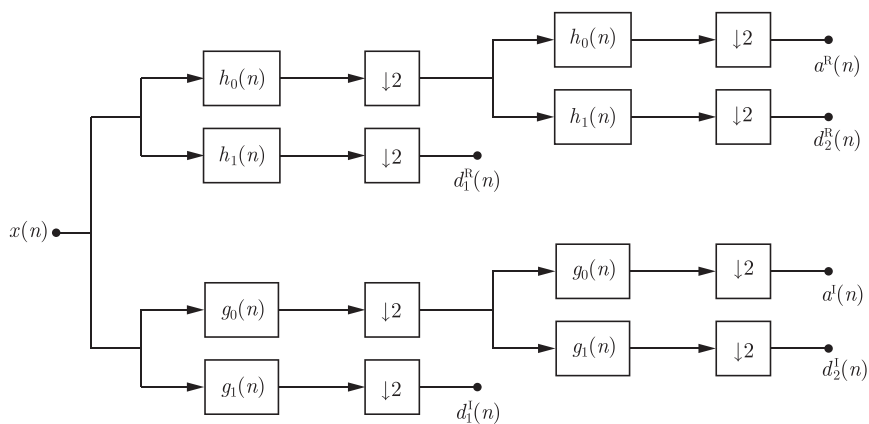 h₀(n) ↓2 aᴿ(n)
h₀(n) ↓2
h₁(n) ↓2 d₂ᴿ(n)
h₁(n) ↓2 d₁ᴿ(n)
x(n)
g₀(n) ↓2 aᴵ(n)
g₀(n) ↓2
g₁(n) ↓2 d₂ᴵ(n)
g₁(n) ↓2 d₁ᴵ(n)